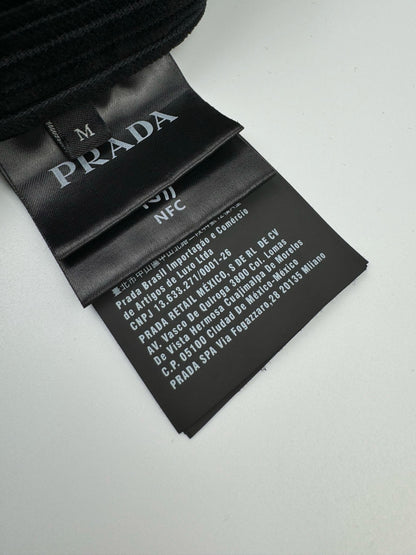 M
PRADA
NFC
Prada Brasil Importação e Comércio
de Artigos de Luxo Ltda
CNPJ 13.633.271/0001-26
PRADA RETAIL MÉXICO, S DE RL DE CV
AV. Vasco De Quiroga 3800 Col. Lomas
De Vista Hermosa Cuajimalpa De Morelos
C.P. 05100 Ciudad De México-México
PRADA SPA Via Fogazzaro, 28 20135 Milano